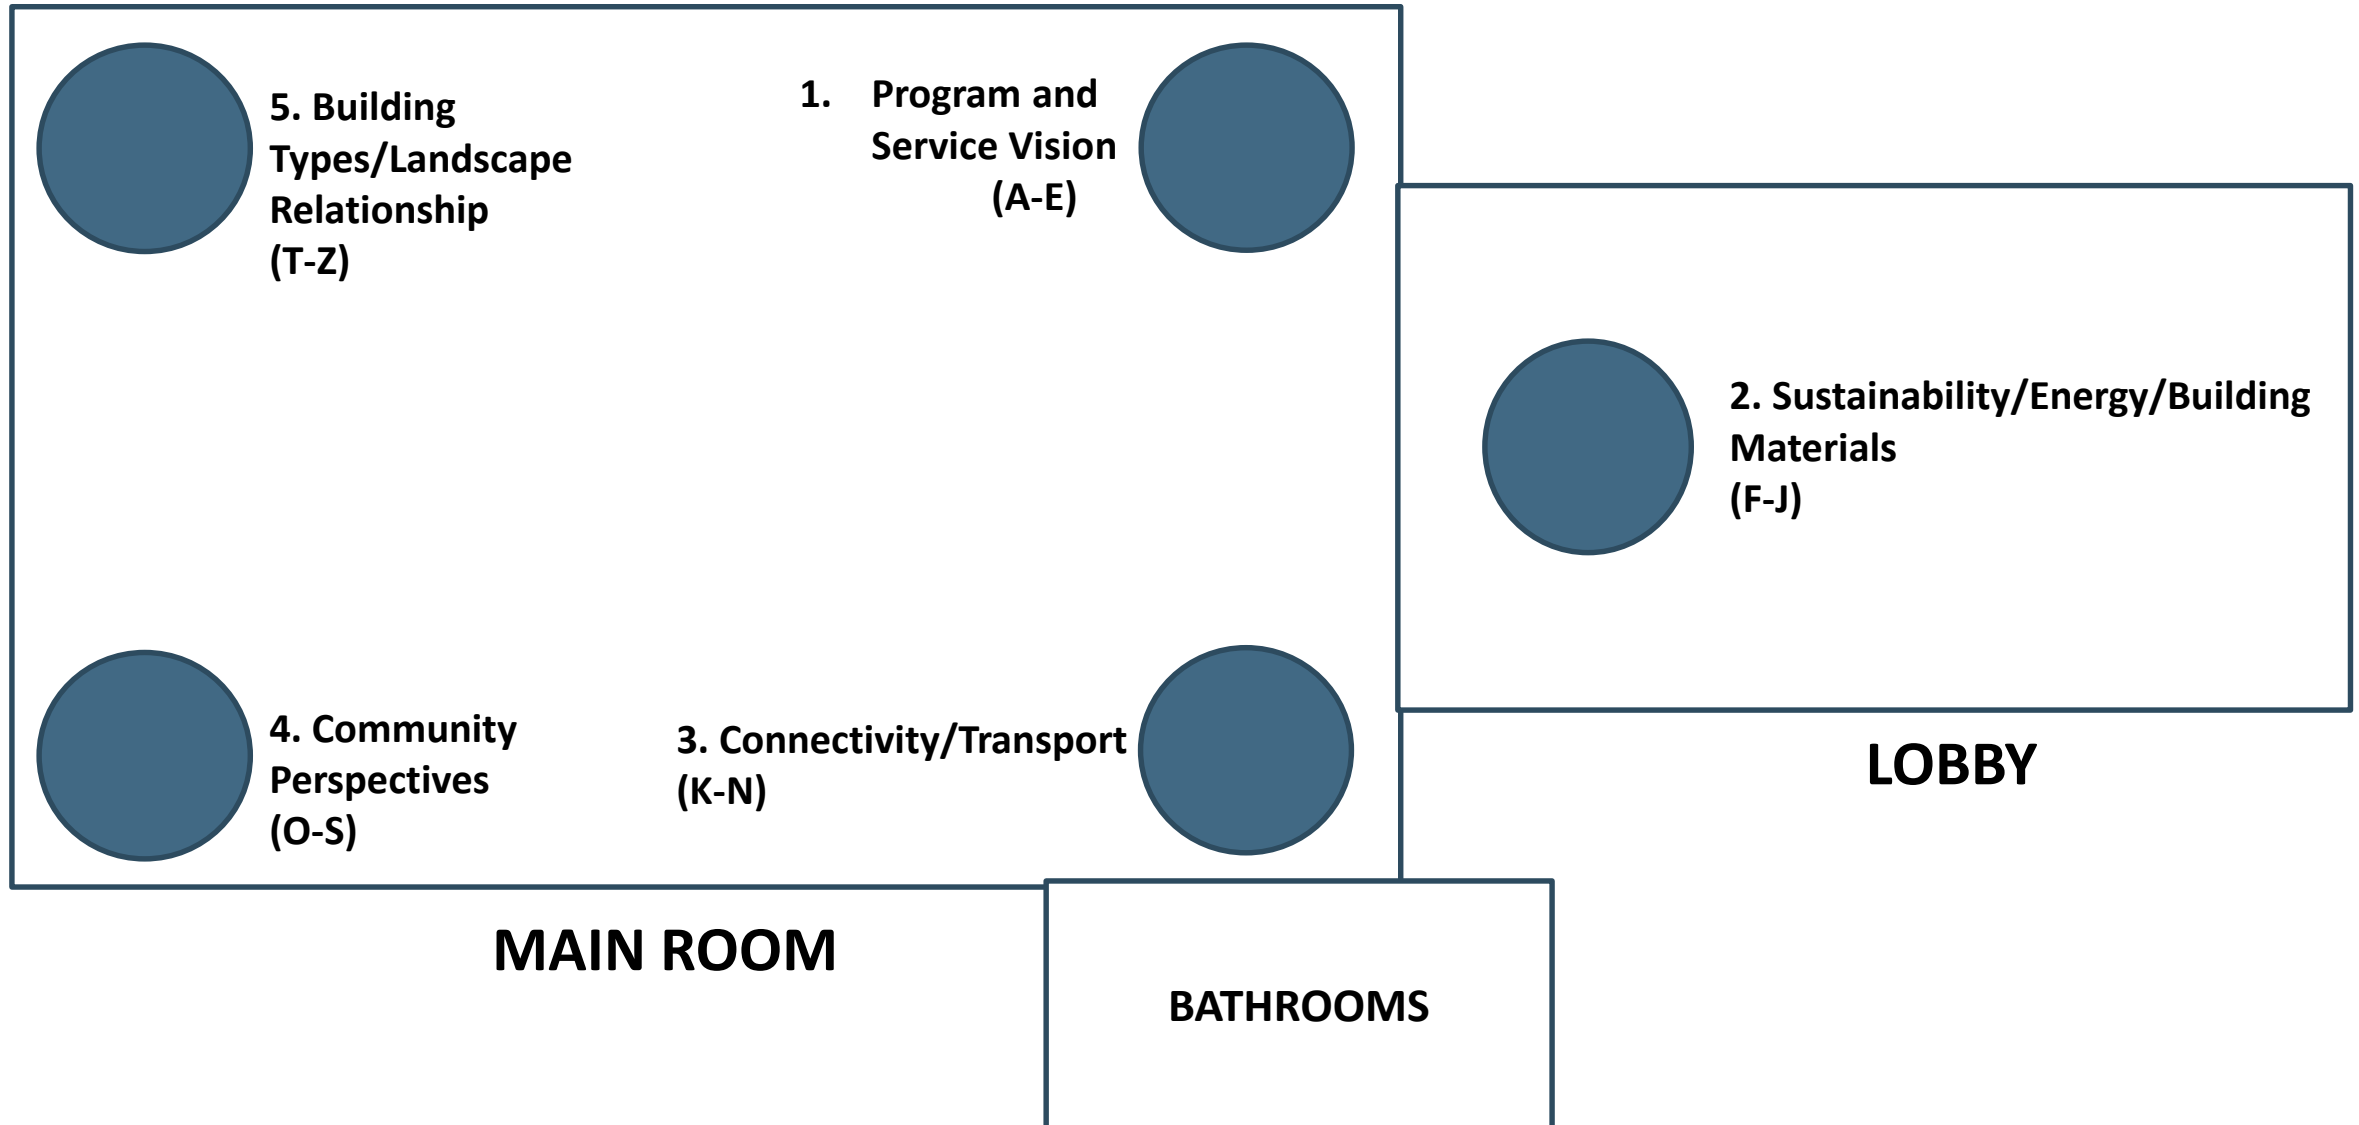 5. Building
Types/Landscape
Relationship
(T-Z)
1. Program and
Service Vision
(A-E)
2. Sustainability/Energy/Building
Materials
(F-J)
4. Community
Perspectives
(O-S)
3. Connectivity/Transport
(K-N)
LOBBY
MAIN ROOM
BATHROOMS